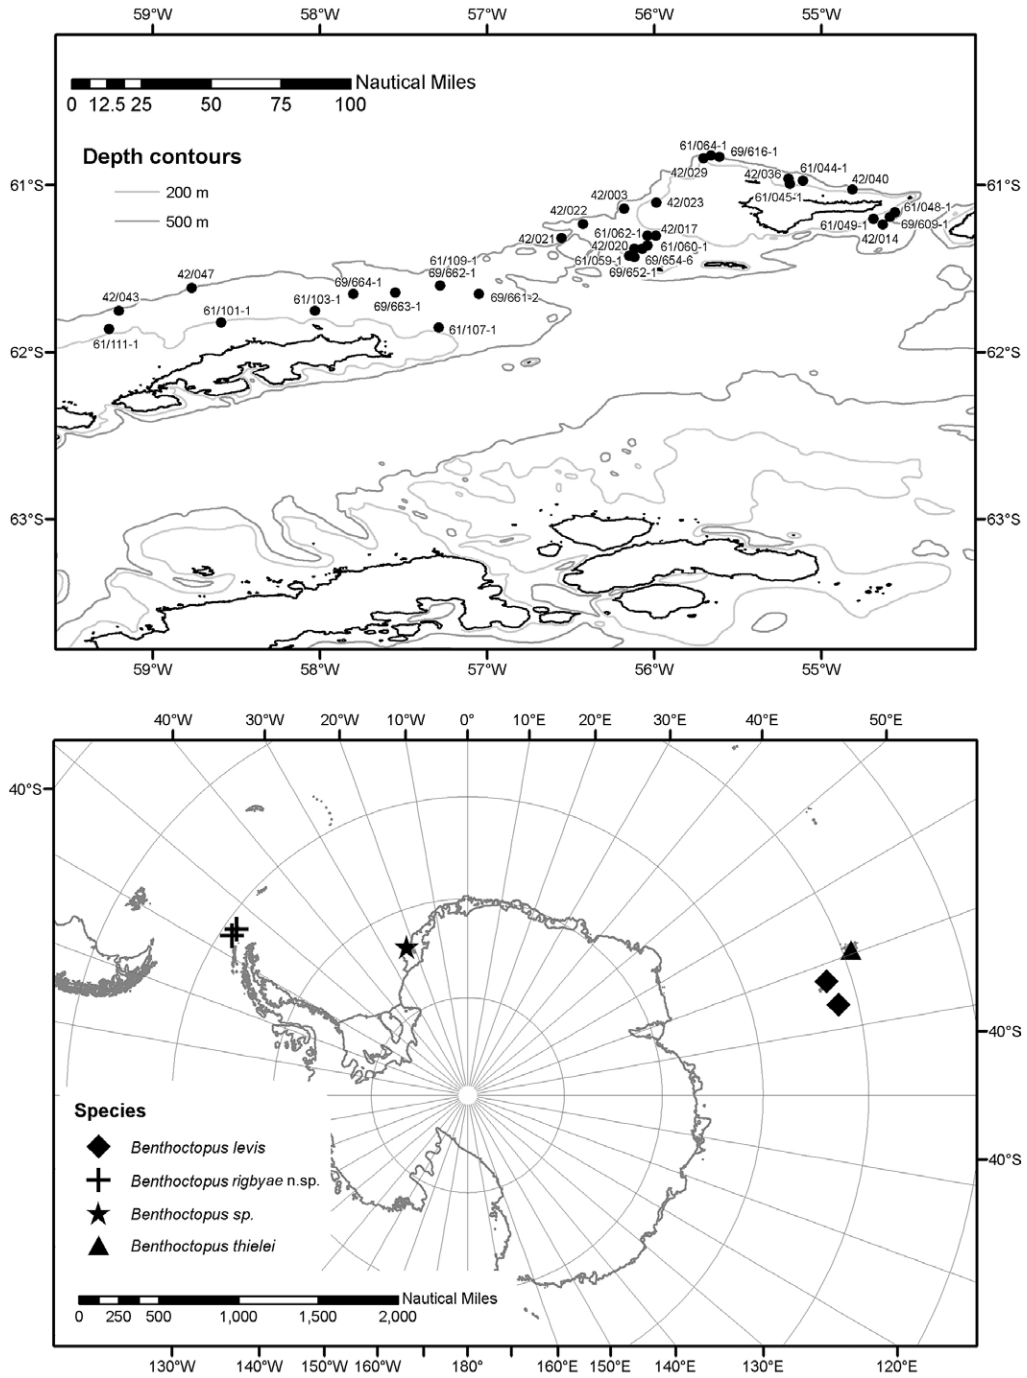 59°W 58°W 57°W 56°W 55°W
Nautical Miles
0 12.5 25 50 75 100
Depth contours
200 m
500 m
61°S
61°S
61/064-1
69/616-1
42/029
42/036
61/044-1
42/040
61/045-1
42/003
42/023
42/022
42/021
61/062-1
42/017
42/020
61/060-1
61/059-1
69/654-6
69/652-1
61/048-1
61/049-1
69/609-1
42/014
61/109-1
69/662-1
42/047
69/664-1
42/043
61/101-1
61/103-1
69/663-1
69/661-2
61/111-1
61/107-1
62°S
62°S
63°S
63°S
59°W 58°W 57°W 56°W 55°W
40°W 30°W 20°W 10°W 0° 10°E 20°E 30°E 40°E 50°E
40°S
40°S
40°S
Species
Benthoctopus levis
Benthoctopus rigbyae n.sp.
Benthoctopus sp.
Benthoctopus thielei
Nautical Miles
0 250 500 1,000 1,500 2,000
130°W 140°W 150°W 160°W 180° 160°E 150°E 140°E 130°E 120°E